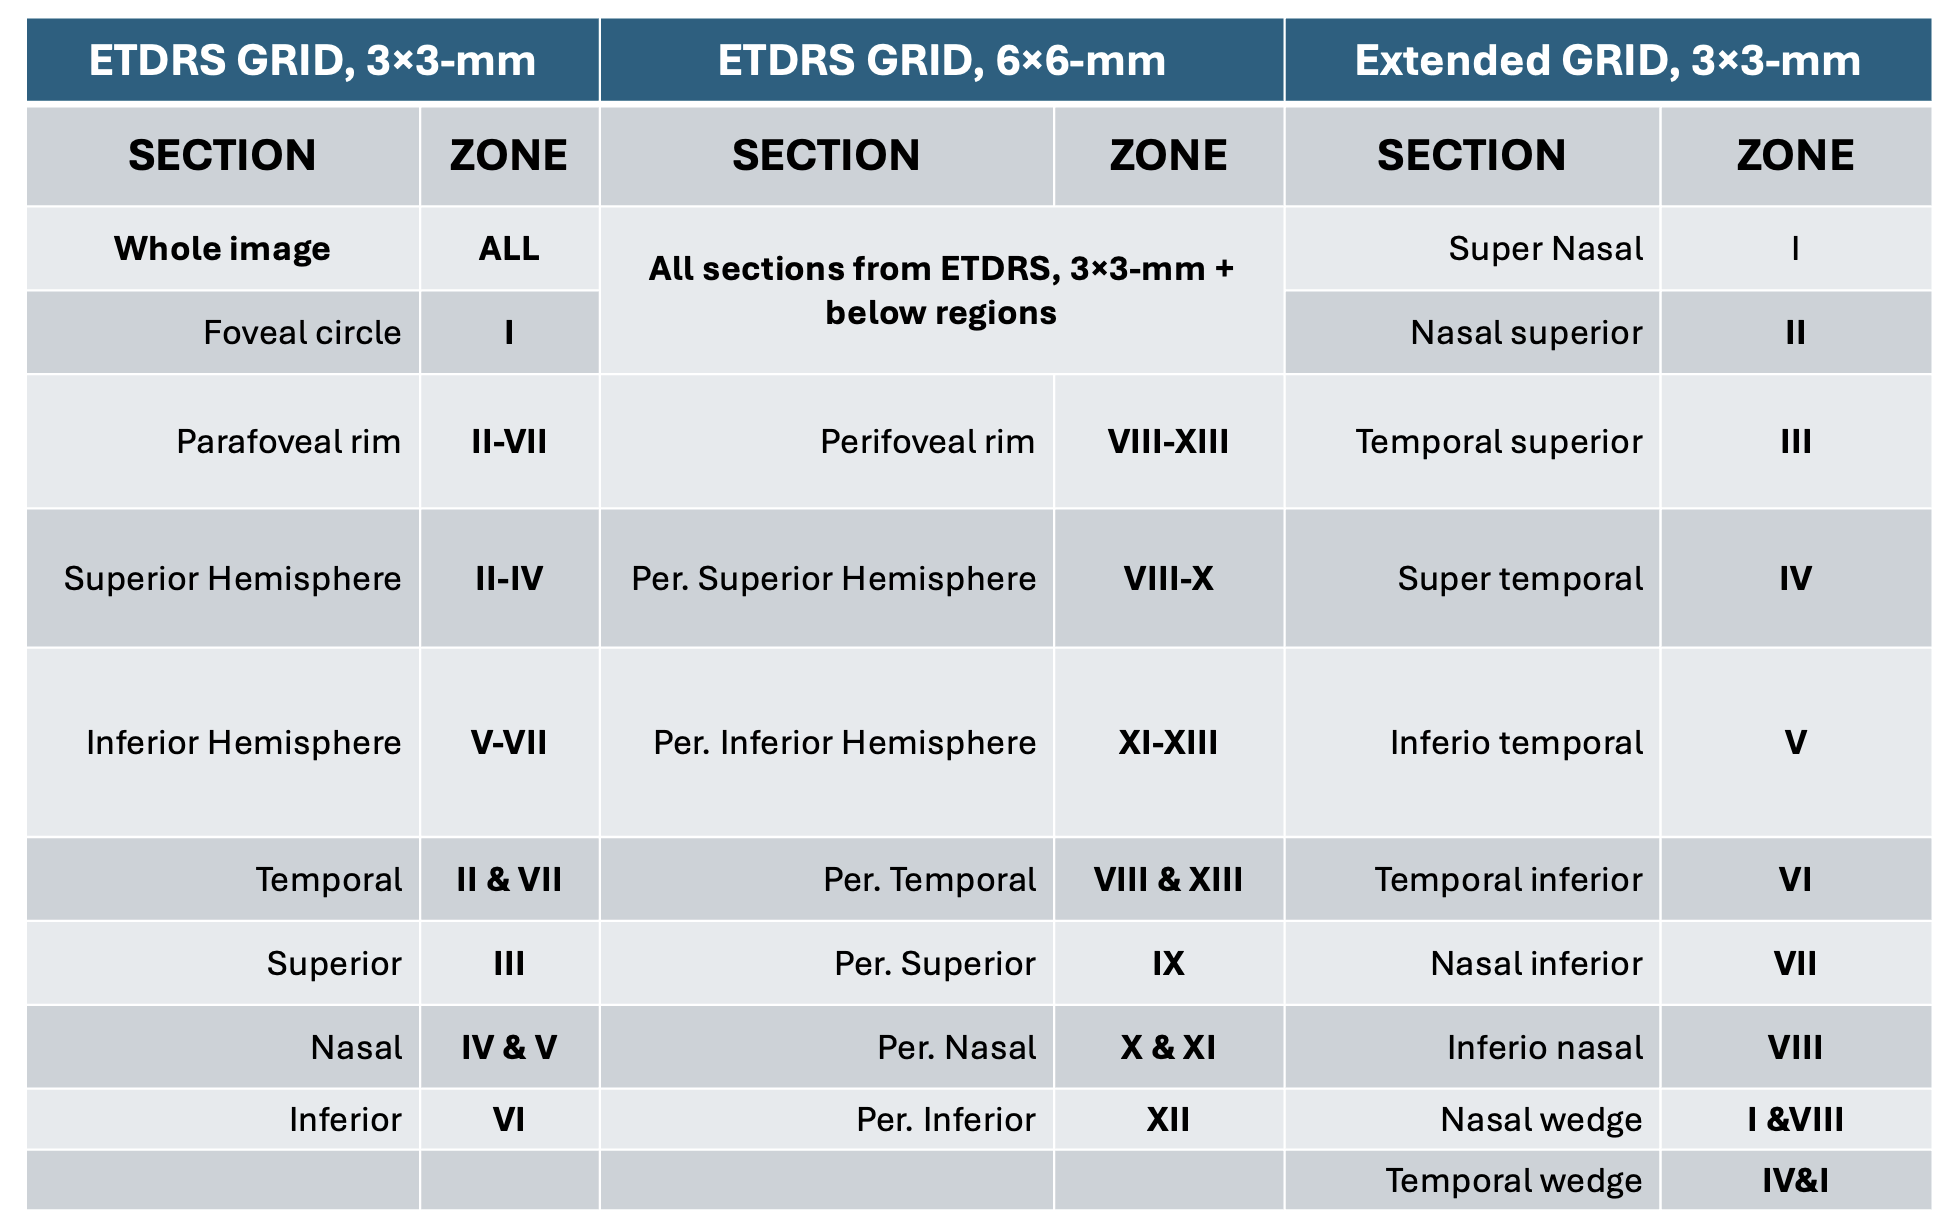 ETDRS GRID, 3×3-mm ETDRS GRID, 6×6-mm Extended GRID, 3×3-mm
SECTION ZONE SECTION ZONE SECTION ZONE
Whole image ALL All sections from ETDRS, 3×3-mm + Super Nasal I
Foveal circle I below regions Nasal superior II
Parafoveal rim II-VII Perifoveal rim VIII-XIII Temporal superior III
Superior Hemisphere II-IV Per. Superior Hemisphere VIII-X Super temporal IV
Inferior Hemisphere V-VII Per. Inferior Hemisphere XI-XIII Inferio temporal V
Temporal II & VII Per. Temporal VIII & XIII Temporal inferior VI
Superior III Per. Superior IX Nasal inferior VII
Nasal IV & V Per. Nasal X & XI Inferio nasal VIII
Inferior VI Per. Inferior XII Nasal wedge I &VIII
Temporal wedge IV&I